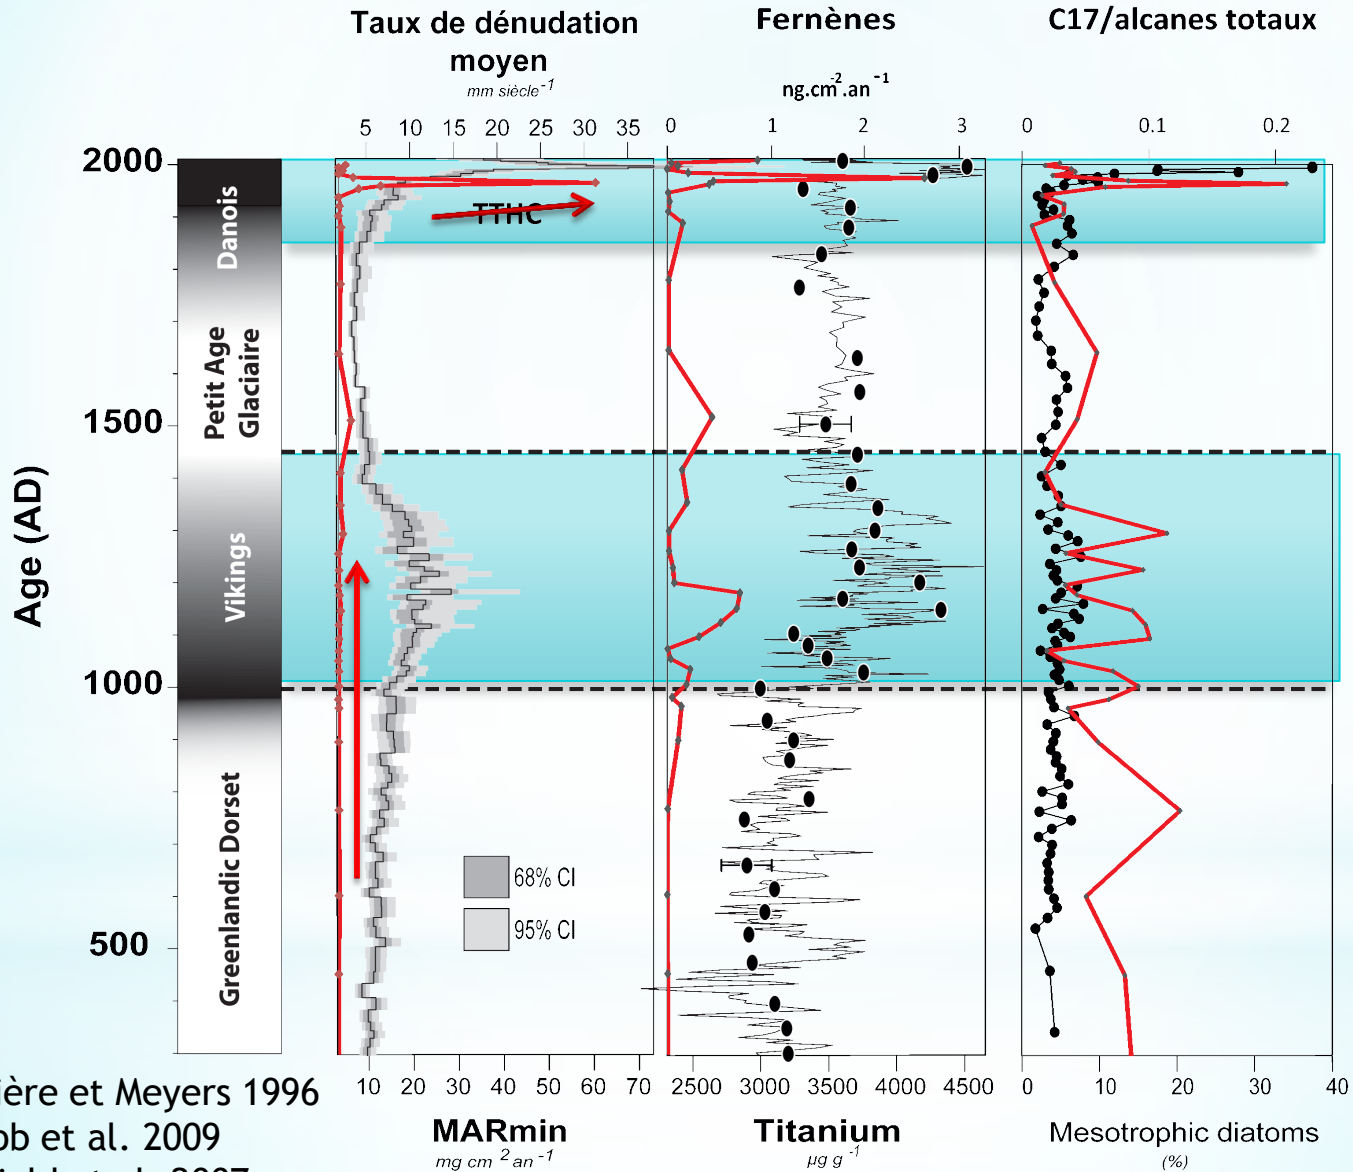 Taux de dénudation
moyen
mm siècle-1
Fernènes
ng.cm-2.an-1
C17/alcanes totaux
5 10 15 20 25 30 35
0 1 2 3
0 0.1 0.2
2000
1500
1000
500
Age (AD)
Danois
Petit Age
Glaciaire
Vikings
Greenlandic Dorset
TTHC
68% CI
95% CI
10 20 30 40 50 60 70
2500 3000 3500 4000 4500
0 10 20 30 40
MARmin
mg cm2 an-1
Titanium
µg g-1
Mesotrophic diatoms
(%)
ière et Meyers 1996
bb et al. 2009